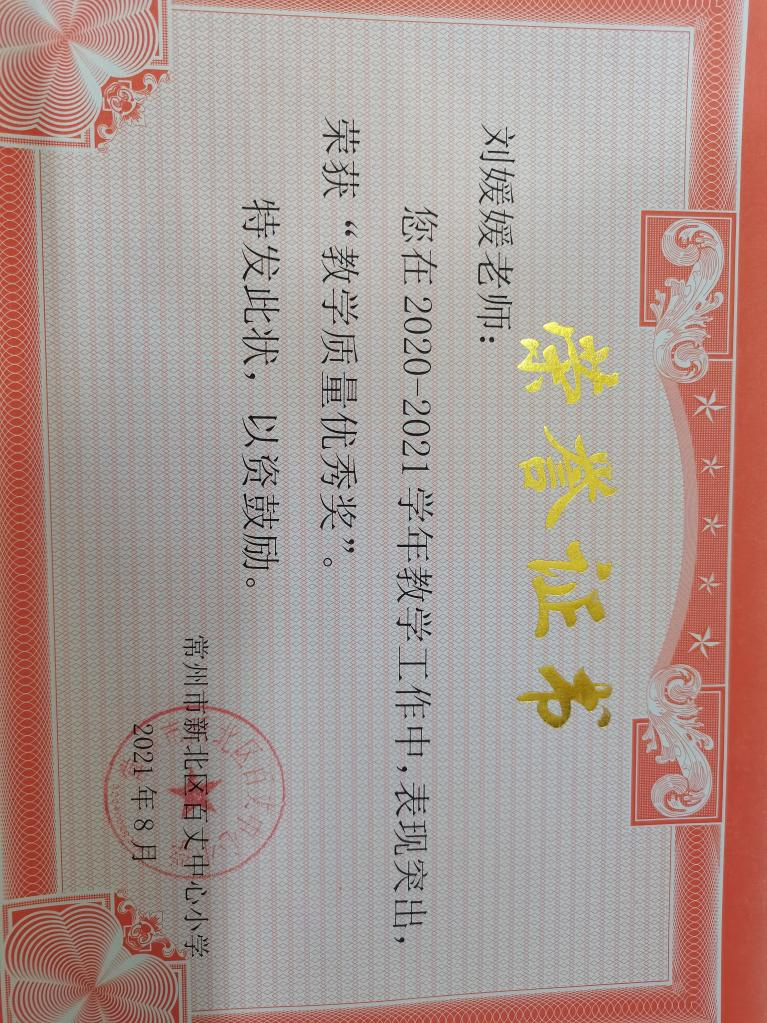 荣誉证书
刘媛媛老师：
您在2020-2021学年教学工作中，表现突出，
荣获“教学质量优秀奖”。
特发此状，以资鼓励。
常州市新北区百丈中心小学
2021年8月